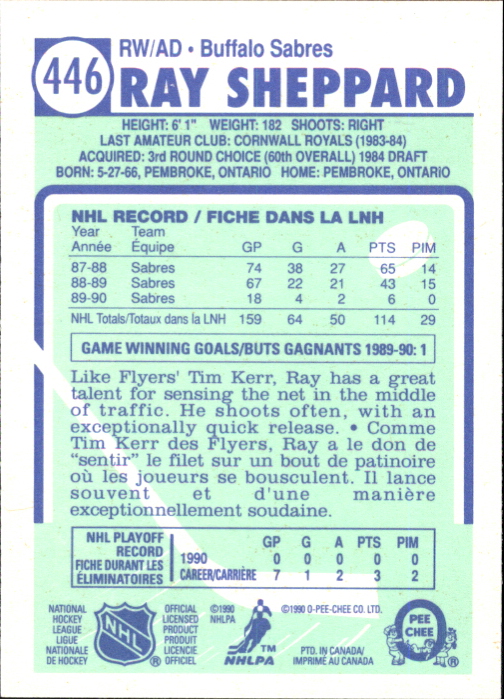 446
RW/AD • Buffalo Sabres
RAY SHEPPARD
HEIGHT: 6' 1" WEIGHT: 182 SHOOTS: RIGHT
LAST AMATEUR CLUB: CORNWALL ROYALS (1983-84)
ACQUIRED: 3rd ROUND CHOICE (60th OVERALL) 1984 DRAFT
BORN: 5-27-66, PEMBROKE, ONTARIO HOME: PEMBROKE, ONTARIO
NHL RECORD / FICHE DANS LA LNH
Year Team
Année Équipe GP G A PTS PIM
87-88 Sabres 74 38 27 65 14
88-89 Sabres 67 22 21 43 15
89-90 Sabres 18 4 2 6 0
NHL Totals/Totaux dans la LNH 159 64 50 114 29
GAME WINNING GOALS/BUTS GAGNANTS 1989-90: 1
Like Flyers' Tim Kerr, Ray has a great
talent for sensing the net in the middle
of traffic. He shoots often, with an
exceptionally quick release. • Comme
Tim Kerr des Flyers, Ray a le don de
"sentir" le filet sur un bout de patinoire
où les joueurs se bousculent. Il lance
souvent et d'une manière
exceptionnellement soudaine.
NHL PLAYOFF
RECORD
FICHE DURANT LES
ÉLIMINATOIRES
GP G A PTS PIM
1990 0 0 0 0 0
CAREER/CARRIÈRE 7 1 2 3 2
NATIONAL
HOCKEY
LEAGUE
LIGUE
NATIONALE
DE HOCKEY
NHL
®
OFFICIAL
LICENSED
PRODUCT
PRODUIT
LICENCIE
OFFICIEL
©1990
NHLPA
TM
NHLPA
©1990 O-PEE-CHEE CO. LTD.
PTD. IN CANADA/
IMPRIMÉ AU CANADA
PEE
CHEE
®